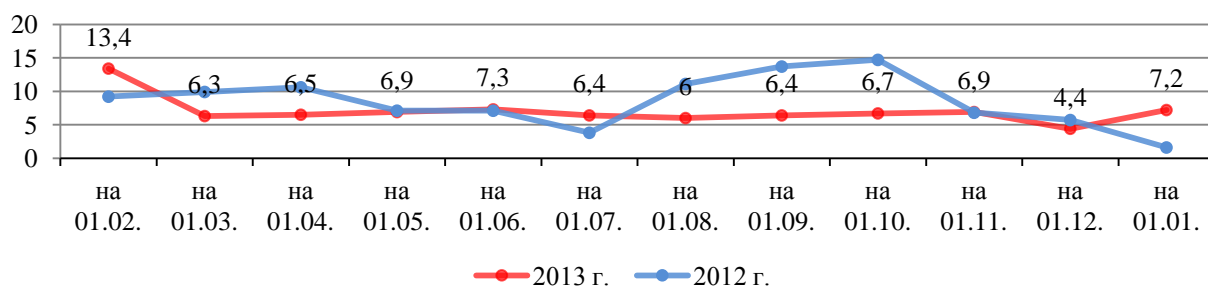 20
15
10
5
0
13,4
6,3
6,5
6,9
7,3
6,4
6
6,4
6,7
6,9
4,4
7,2
на 01.02.
на 01.03.
на 01.04.
на 01.05.
на 01.06.
на 01.07.
на 01.08.
на 01.09.
на 01.10.
на 01.11.
на 01.12.
на 01.01.
2013 г.
2012 г.